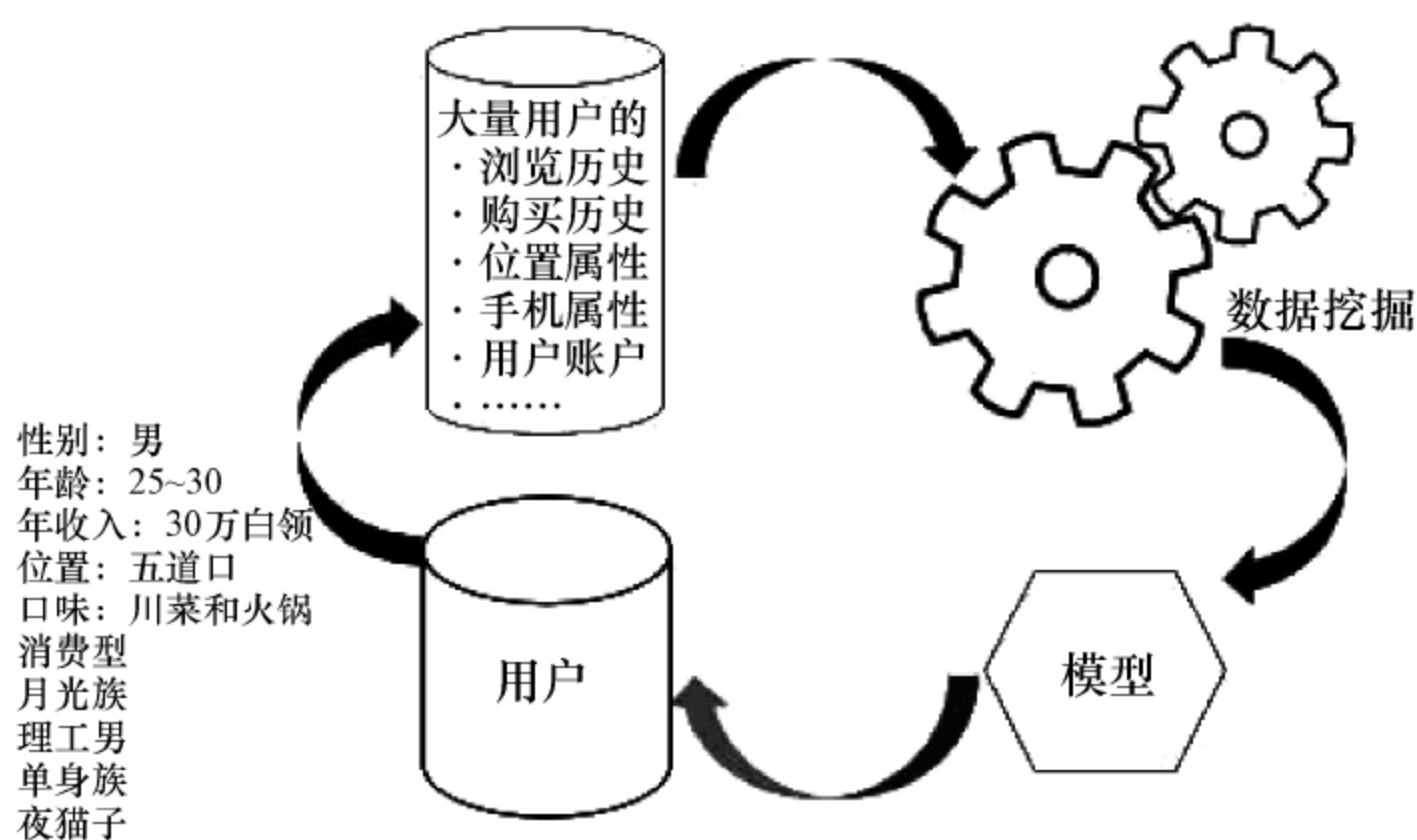 大量用户的
· 浏览历史
· 购买历史
· 位置属性
· 手机属性
· 用户账户
· ……
数据挖掘
性别：男
年龄：25~30
年收入：30万白领
位置：五道口
口味：川菜和火锅
消费型
月光族
理工男
单身族
夜猫子
用户
模型